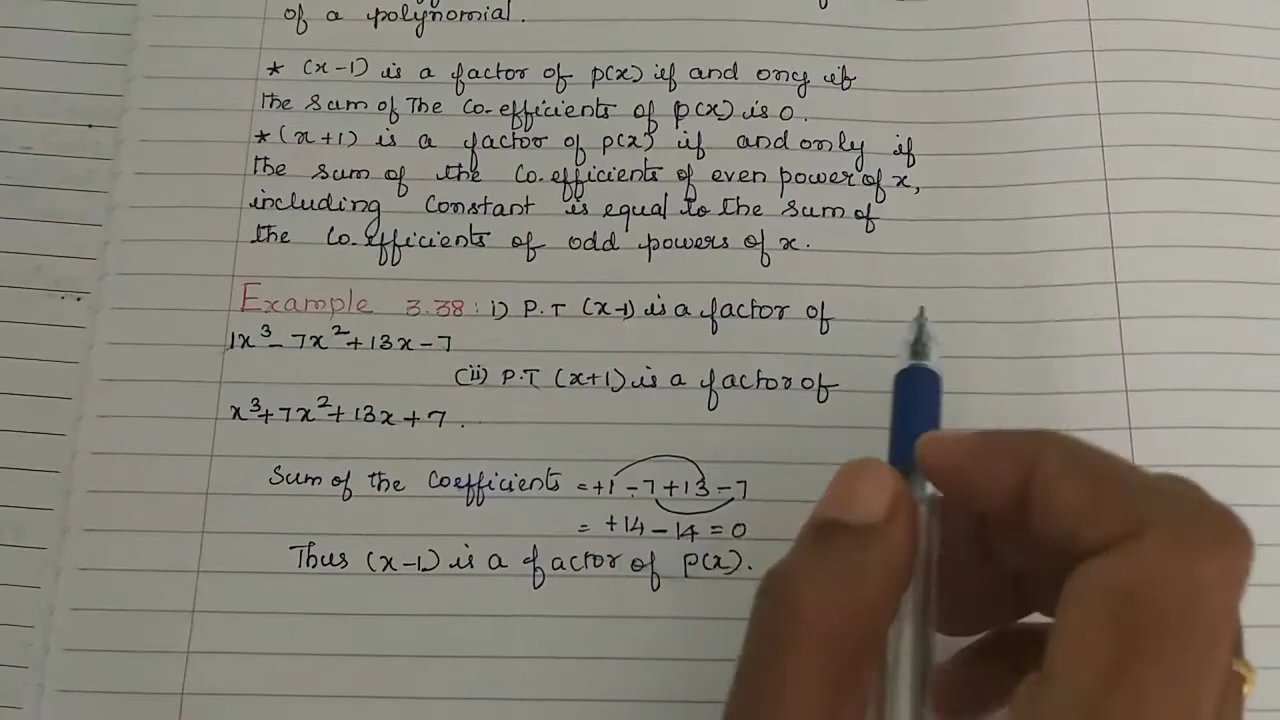 of a polynomial.
* (x-1) is a factor of p(x) if and ony if
the sum of The co-efficients of p(x) is 0.
* (x+1) is a factor of p(x) if and only if
the sum of the co.efficients of even power of x,
including constant is equal to the sum of
the co.efficients of odd powers of x.
Example 3.38: i) P.T (x-1) is a factor of
1x³-7x²+13x-7
(ii) P.T (x+1) is a factor of
x³+7x²+13x+7.
Sum of the coefficients = +1-7+13-7
= +14-14=0
Thus (x-1) is a factor of p(x).